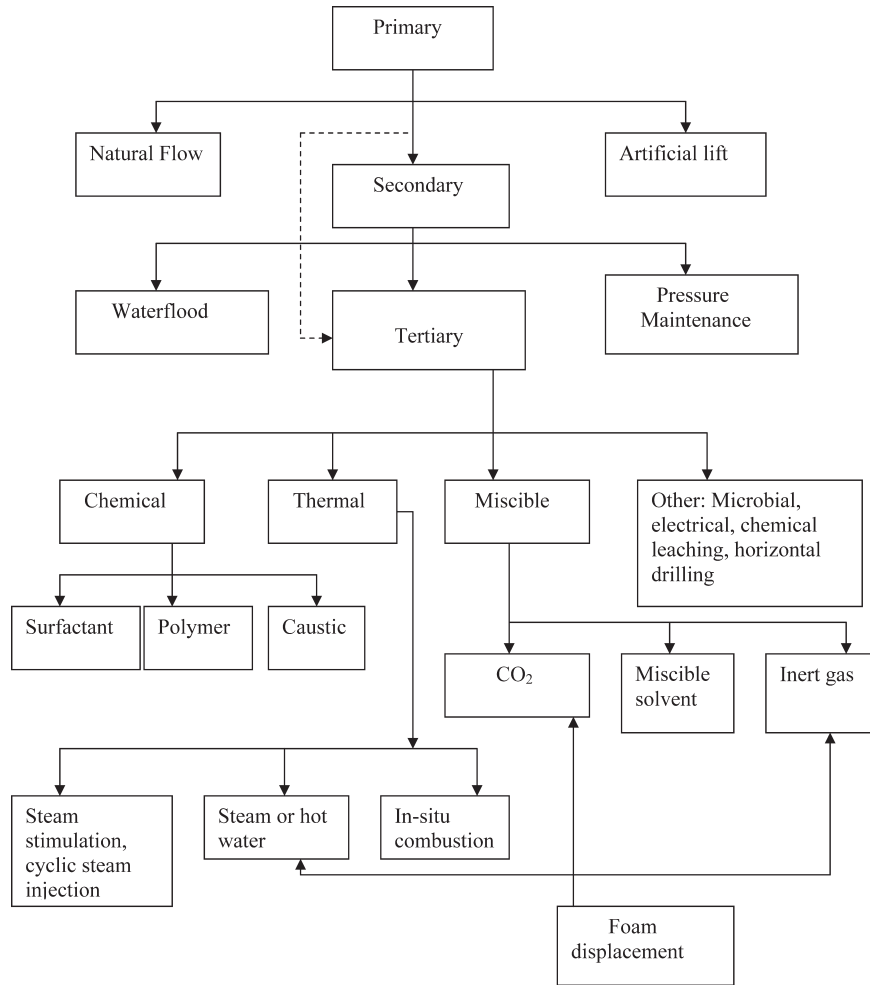 Primary
Natural Flow
Artificial lift
Secondary
Waterflood
Pressure
Maintenance
Tertiary
Chemical
Thermal
Miscible
Other: Microbial,
electrical, chemical
leaching, horizontal
drilling
Surfactant
Polymer
Caustic
CO₂
Miscible
solvent
Inert gas
Steam
stimulation,
cyclic steam
injection
Steam or hot
water
In-situ
combustion
Foam
displacement